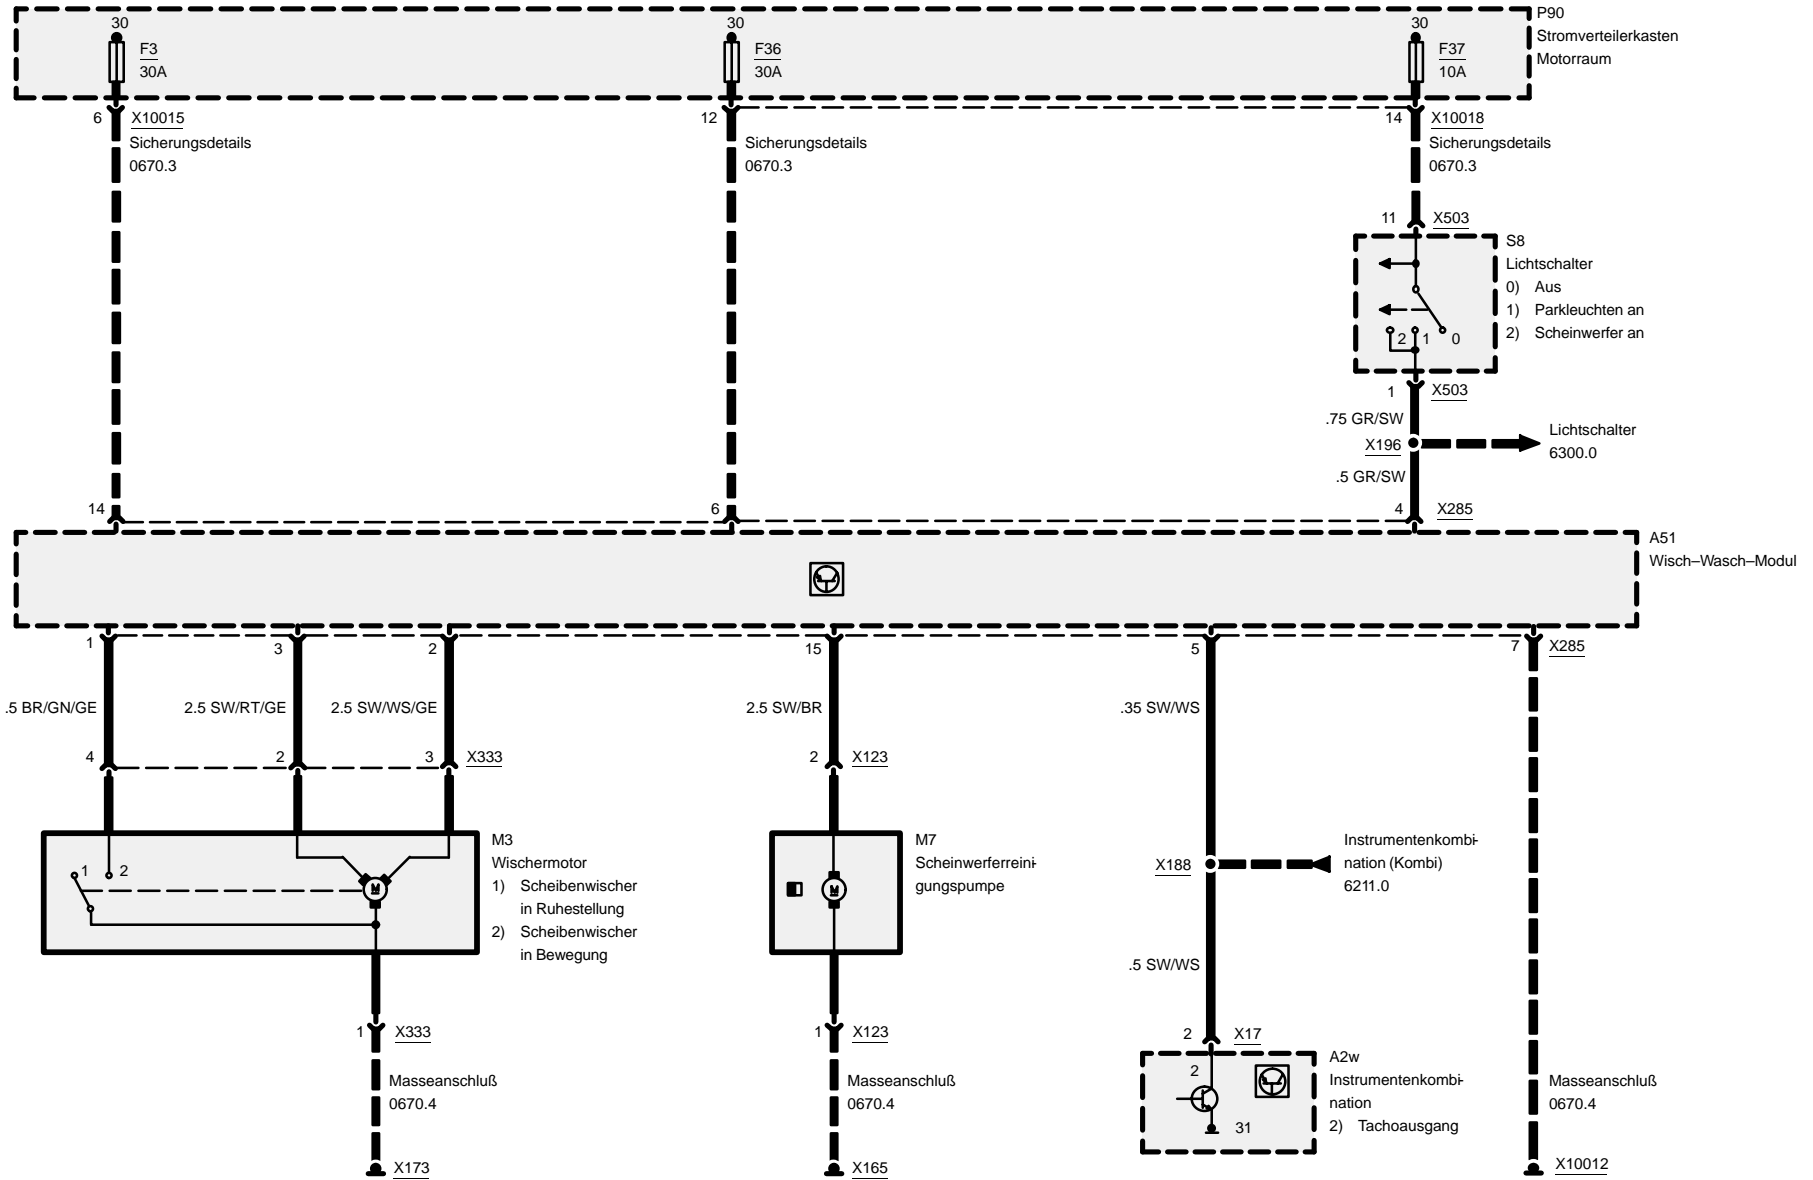 30
30
30
P90
Stromverteilerkasten
Motorraum
F3
30A
F36
30A
F37
10A
6
X10015
Sicherungsdetails
0670.3
12
Sicherungsdetails
0670.3
14
X10018
Sicherungsdetails
0670.3
11
X503
S8
Lichtschalter
0) Aus
1) Parkleuchten an
2) Scheinwerfer an
2
1
0
1
X503
.75 GR/SW
X196
Lichtschalter
6300.0
.5 GR/SW
14
6
4
X285
A51
Wisch–Wasch–Modul
1
3
2
15
5
7
X285
.5 BR/GN/GE
2.5 SW/RT/GE
2.5 SW/WS/GE
2.5 SW/BR
.35 SW/WS
4
2
3
X333
2
X123
M3
Wischermotor
1) Scheibenwischer
in Ruhestellung
2) Scheibenwischer
in Bewegung
1
2
M
M7
Scheinwerferreini-
gungspumpe
M
X188
Instrumentenkombi-
nation (Kombi)
6211.0
.5 SW/WS
1
X333
1
X123
2
X17
Masseanschluß
0670.4
Masseanschluß
0670.4
2
31
A2w
Instrumentenkombi-
nation
2) Tachoausgang
Masseanschluß
0670.4
X173
X165
X10012